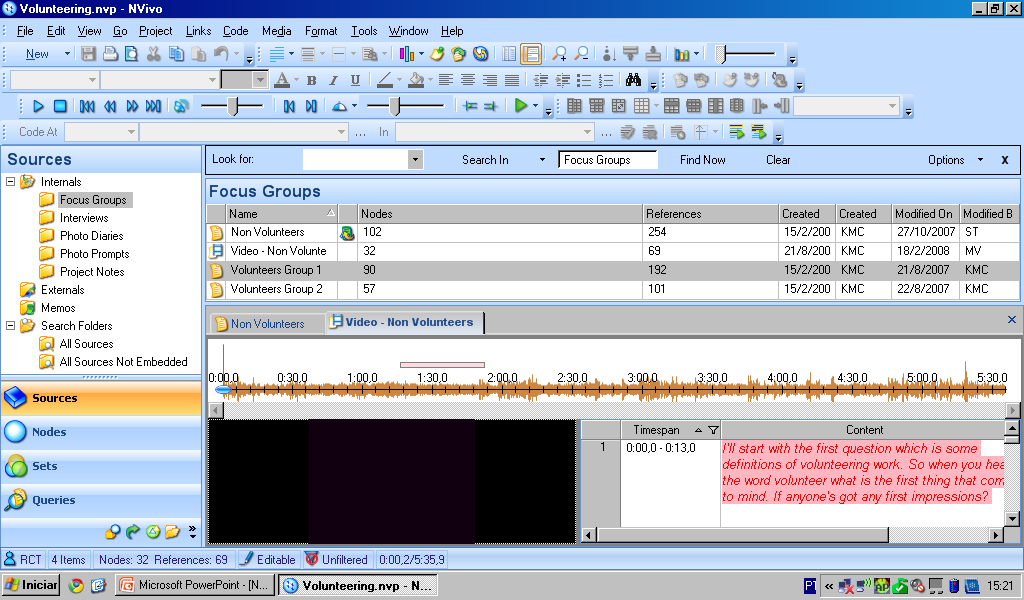 Volunteering.nvp - NVivo
File Edit View Go Project Links Code Media Format Tools Window Help
New
B I U
Code At ... In ...
Sources
Internals
Focus Groups
Interviews
Photo Diaries
Photo Prompts
Project Notes
Externals
Memos
Search Folders
All Sources
All Sources Not Embedded
Sources
Nodes
Sets
Queries
Look for: Search In Focus Groups Find Now Clear Options x
Focus Groups
Name Nodes References Created Created Modified On Modified B
Non Volunteers 102 254 15/2/200 KMC 27/10/2007 ST
Video - Non Volunte 32 69 21/8/200 KMC 18/2/2008 MV
Volunteers Group 1 90 192 15/2/200 KMC 21/8/2007 KMC
Volunteers Group 2 57 101 15/2/200 KMC 22/8/2007 KMC
Non Volunteers Video - Non Volunteers
0:00,0 0:30,0 1:00,0 1:30,0 2:00,0 2:30,0 3:00,0 3:30,0 4:00,0 4:30,0 5:00,0 5:30,0
Timespan Content
1 0:00,0 - 0:13,0 I'll start with the first question which is some
definitions of volunteering work. So when you hea
the word volunteer what is the first thing that com
to mind. If anyone's got any first impressions?
RCT 4 Items Nodes: 32 References: 69 Editable Unfiltered 0:00,2/5:35,9
Iniciar Microsoft PowerPoint - [N... Volunteering.nvp - N... PT « 15:21